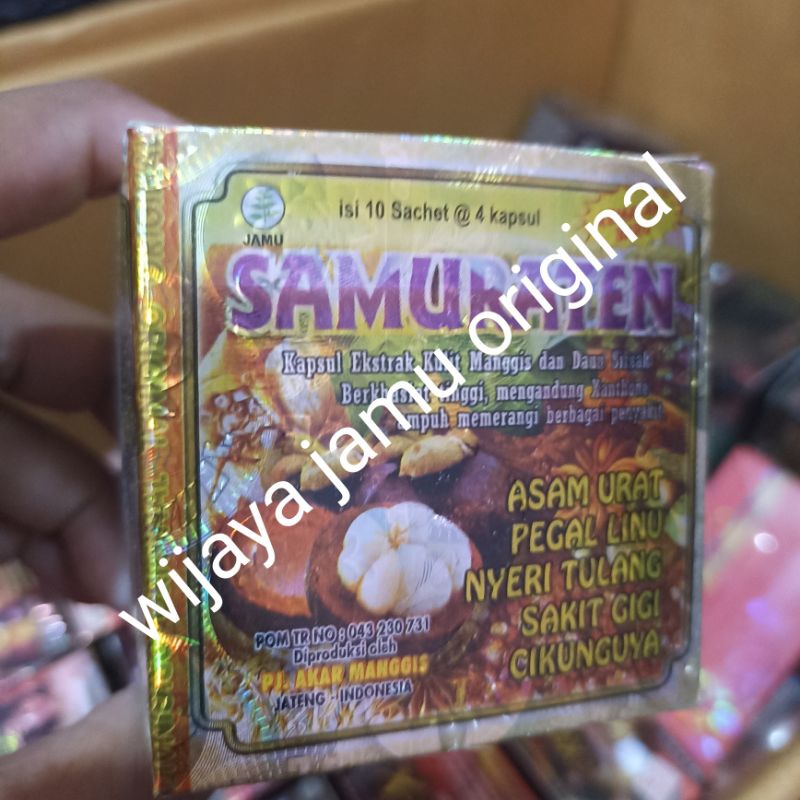 isi 10 Sachet @ 4 kapsul
JAMU
SAMURATEN
Kapsul Ekstrak Kulit Manggis dan Daun Sirsak
Berkhasiat Tinggi, mengandung Xanthone
ampuh memerangi berbagai penyakit
ASAM URAT
PEGAL LINU
NYERI TULANG
SAKIT GIGI
CIKUNGUYA
POM TR NO : 043 230 731
Diproduksi oleh
PJ. AKAR MANGGIS
JATENG - INDONESIA
wijaya jamu original